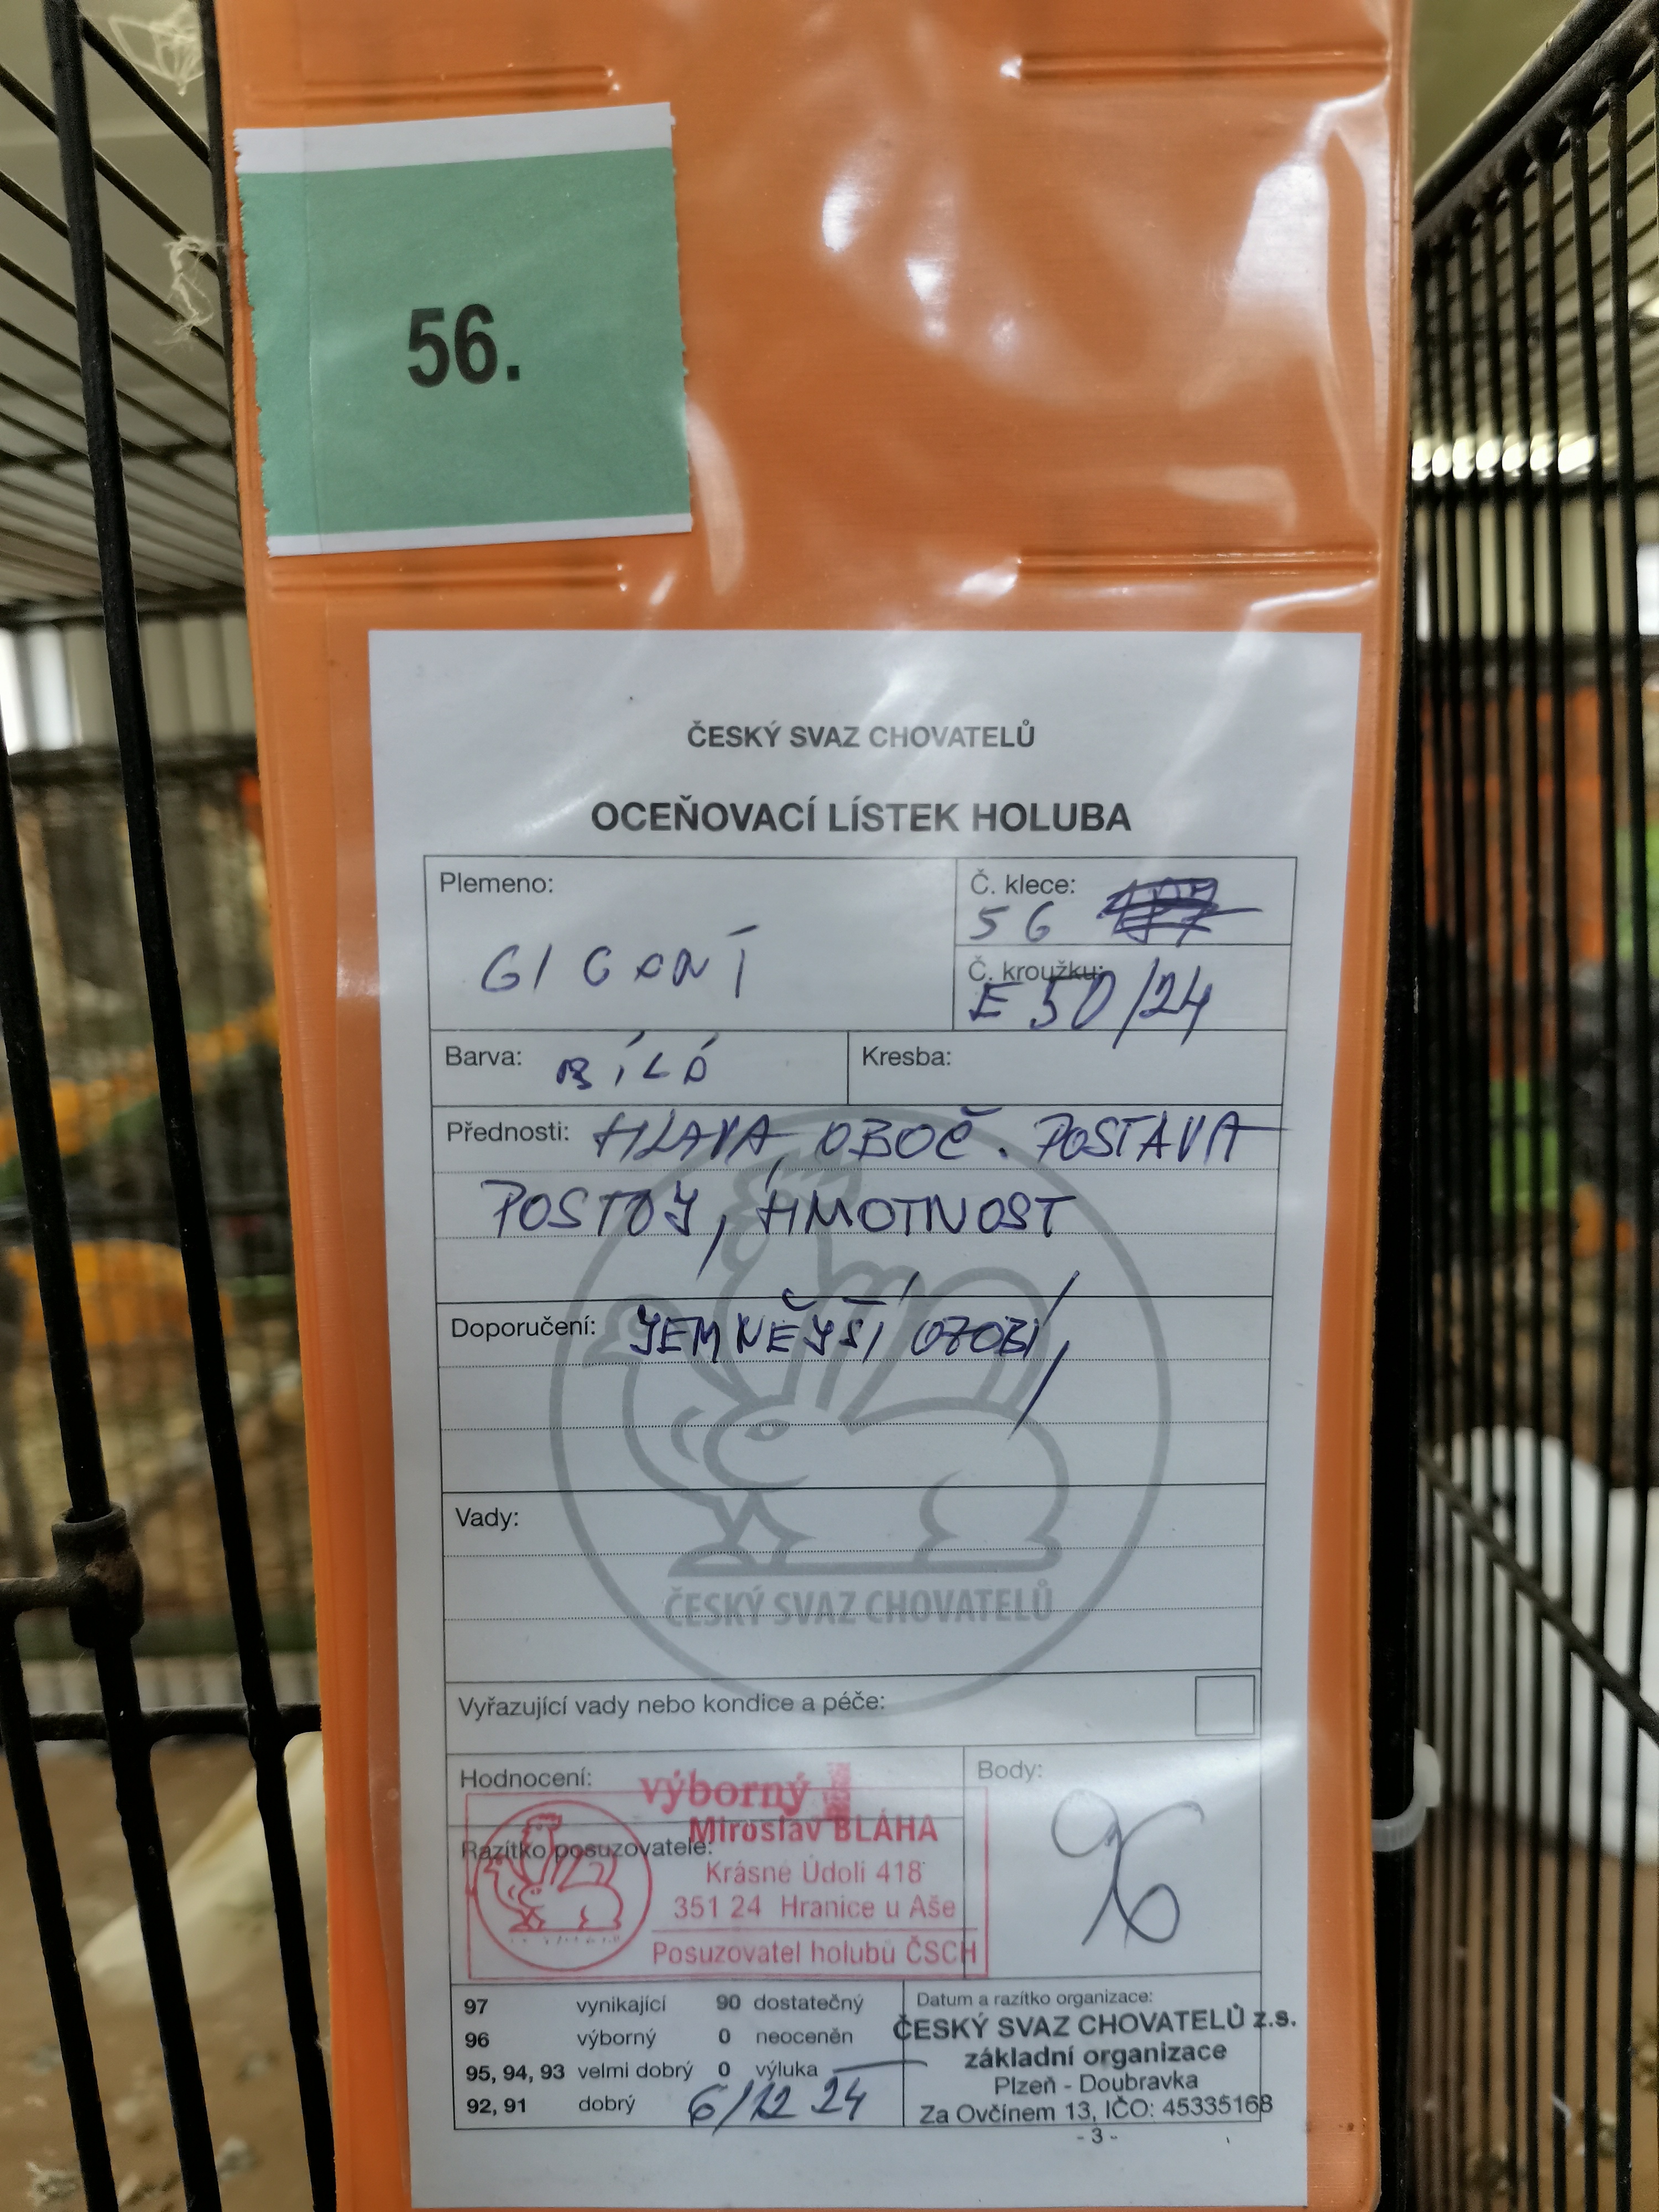 56.
ČESKÝ SVAZ CHOVATELŮ
OCEŇOVACÍ LÍSTEK HOLUBA
Plemeno:
GIGANÍ
Č. klece:
56
Č. kroužku:
E 50/24
Barva: BÍLÁ
Kresba:
Přednosti: HLAVA, OBOČ. POSTAVA
POSTOJ, HMOTNOST
Doporučení: JEMNĚJŠÍ OZOBÍ,
Vady:
ČESKÝ SVAZ CHOVATELŮ
Vyřazující vady nebo kondice a péče:
Hodnocení: výborný
Body:
96
Razítko posuzovatele:
Miroslav BLÁHA
Krásné Údolí 418
351 24 Hranice u Aše
Posuzovatel holubů ČSCH
97 vynikající 90 dostatečný
96 výborný 0 neoceněn
95, 94, 93 velmi dobrý 0 výluka
92, 91 dobrý
6/12 24
Datum a razítko organizace:
ČESKÝ SVAZ CHOVATELŮ z.s.
základní organizace
Plzeň - Doubravka
Za Ovčínem 13, IČO: 45335168
- 3 -